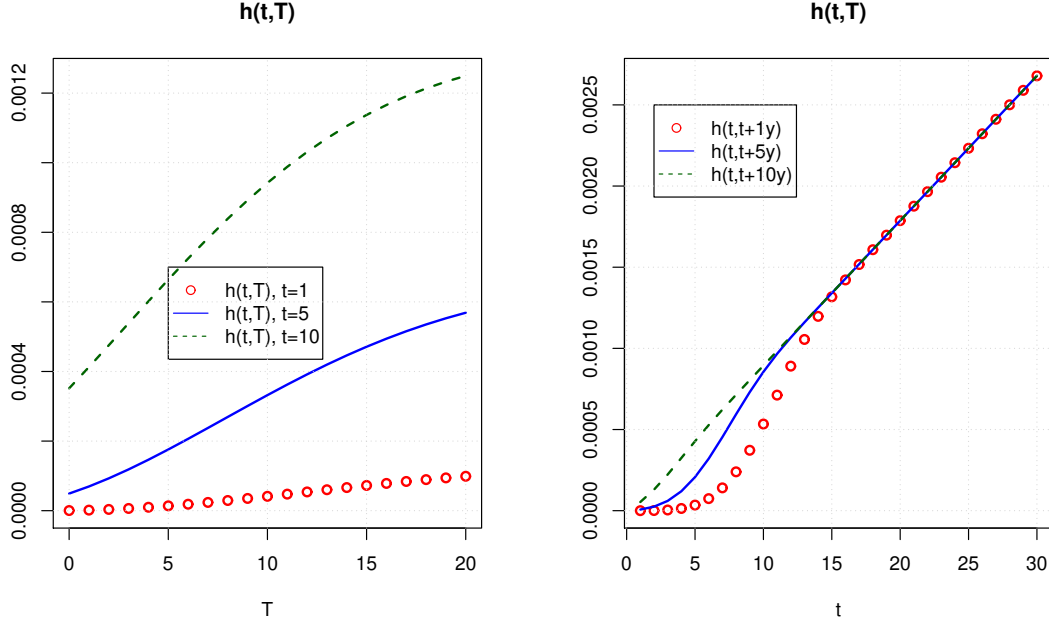 h(t,T)
0.0012
0.0008
0.0004
0.0000
h(t,T), t=1
h(t,T), t=5
h(t,T), t=10
0 5 10 15 20
T
h(t,T)
0.0025
0.0020
0.0015
0.0010
0.0005
0.0000
h(t,t+1y)
h(t,t+5y)
h(t,t+10y)
0 5 10 15 20 25 30
t